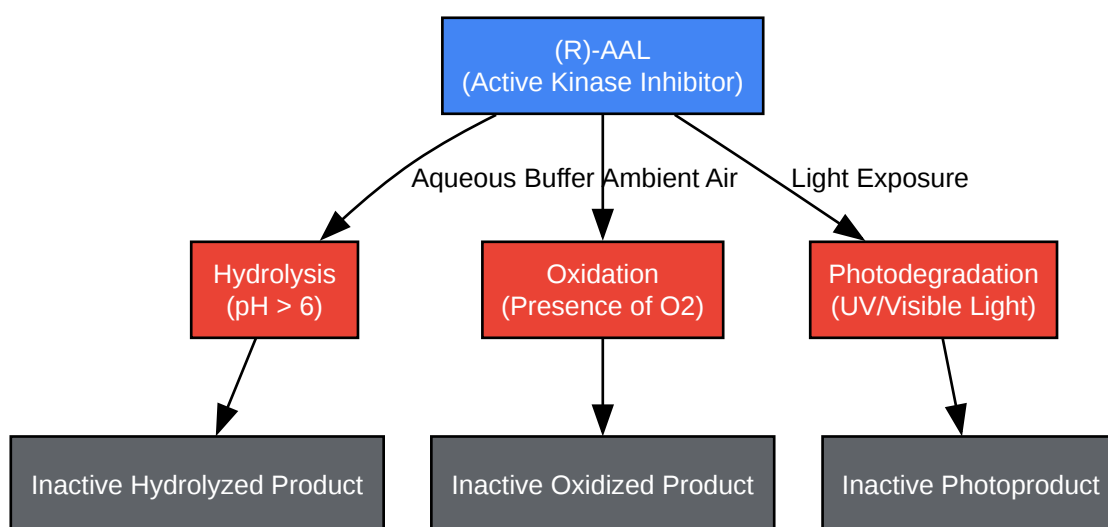 (R)-AAL
(Active Kinase Inhibitor)
Aqueous Buffer
Ambient Air
Light Exposure
Hydrolysis
(pH > 6)
Oxidation
(Presence of O2)
Photodegradation
(UV/Visible Light)
Inactive Hydrolyzed Product
Inactive Oxidized Product
Inactive Photoproduct